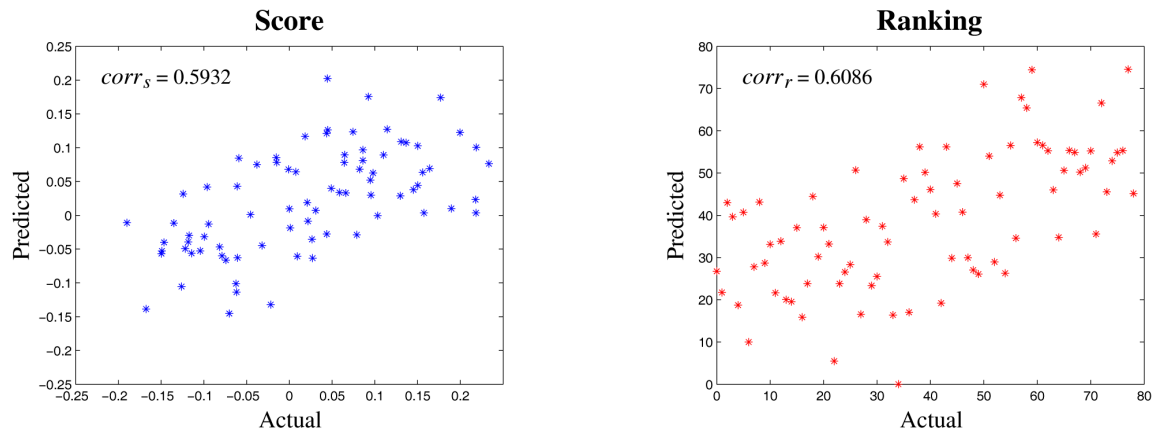 Score
corr_s = 0.5932
0.25
0.2
0.15
0.1
0.05
0
−0.05
−0.1
−0.15
−0.2
−0.25
−0.25 −0.2 −0.15 −0.1 −0.05 0 0.05 0.1 0.15 0.2
Predicted
Actual
Ranking
corr_r = 0.6086
80
70
60
50
40
30
20
10
0
0 10 20 30 40 50 60 70 80
Predicted
Actual